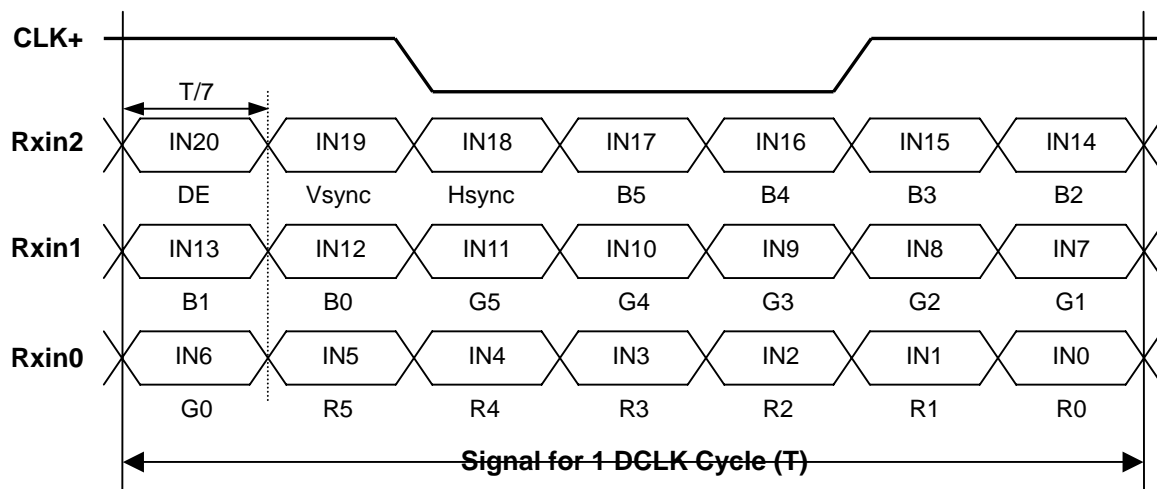 CLK+
T/7
Rxin2 IN20 IN19 IN18 IN17 IN16 IN15 IN14
DE Vsync Hsync B5 B4 B3 B2
Rxin1 IN13 IN12 IN11 IN10 IN9 IN8 IN7
B1 B0 G5 G4 G3 G2 G1
Rxin0 IN6 IN5 IN4 IN3 IN2 IN1 IN0
G0 R5 R4 R3 R2 R1 R0
Signal for 1 DCLK Cycle (T)